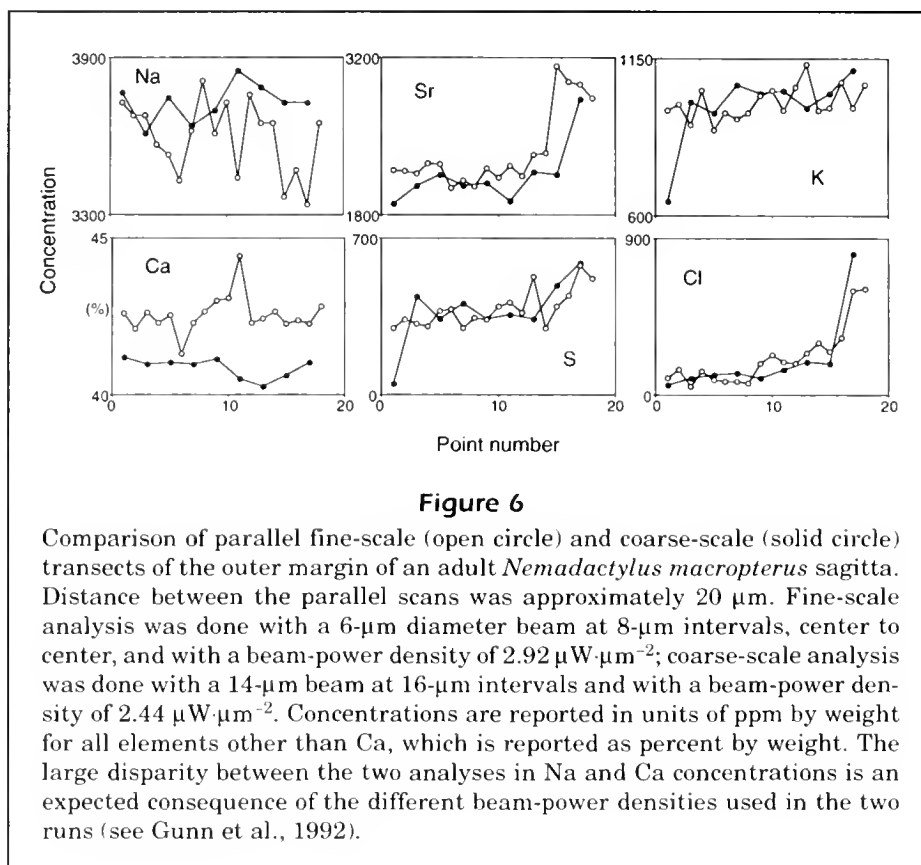 3900
Na
3300
3200
Sr
1800
1150
K
600
Concentration
45
Ca
(%)
40
0
10
20
700
S
0
0
10
20
900
Cl
0
0
10
20
Point number
Figure 6
Comparison of parallel fine-scale (open circle) and coarse-scale (solid circle)
transects of the outer margin of an adult Nemadactylus macropterus sagitta.
Distance between the parallel scans was approximately 20 µm. Fine-scale
analysis was done with a 6-µm diameter beam at 8-µm intervals, center to
center, and with a beam-power density of 2.92 µW·µm⁻²; coarse-scale analysis
was done with a 14-µm beam at 16-µm intervals and with a beam-power den-
sity of 2.44 µW·µm⁻². Concentrations are reported in units of ppm by weight
for all elements other than Ca, which is reported as percent by weight. The
large disparity between the two analyses in Na and Ca concentrations is an
expected consequence of the different beam-power densities used in the two
runs (see Gunn et al., 1992).